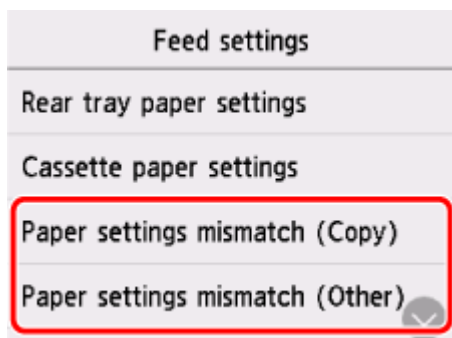 Feed settings
Rear tray paper settings
Cassette paper settings
Paper settings mismatch (Copy)
Paper settings mismatch (Other)